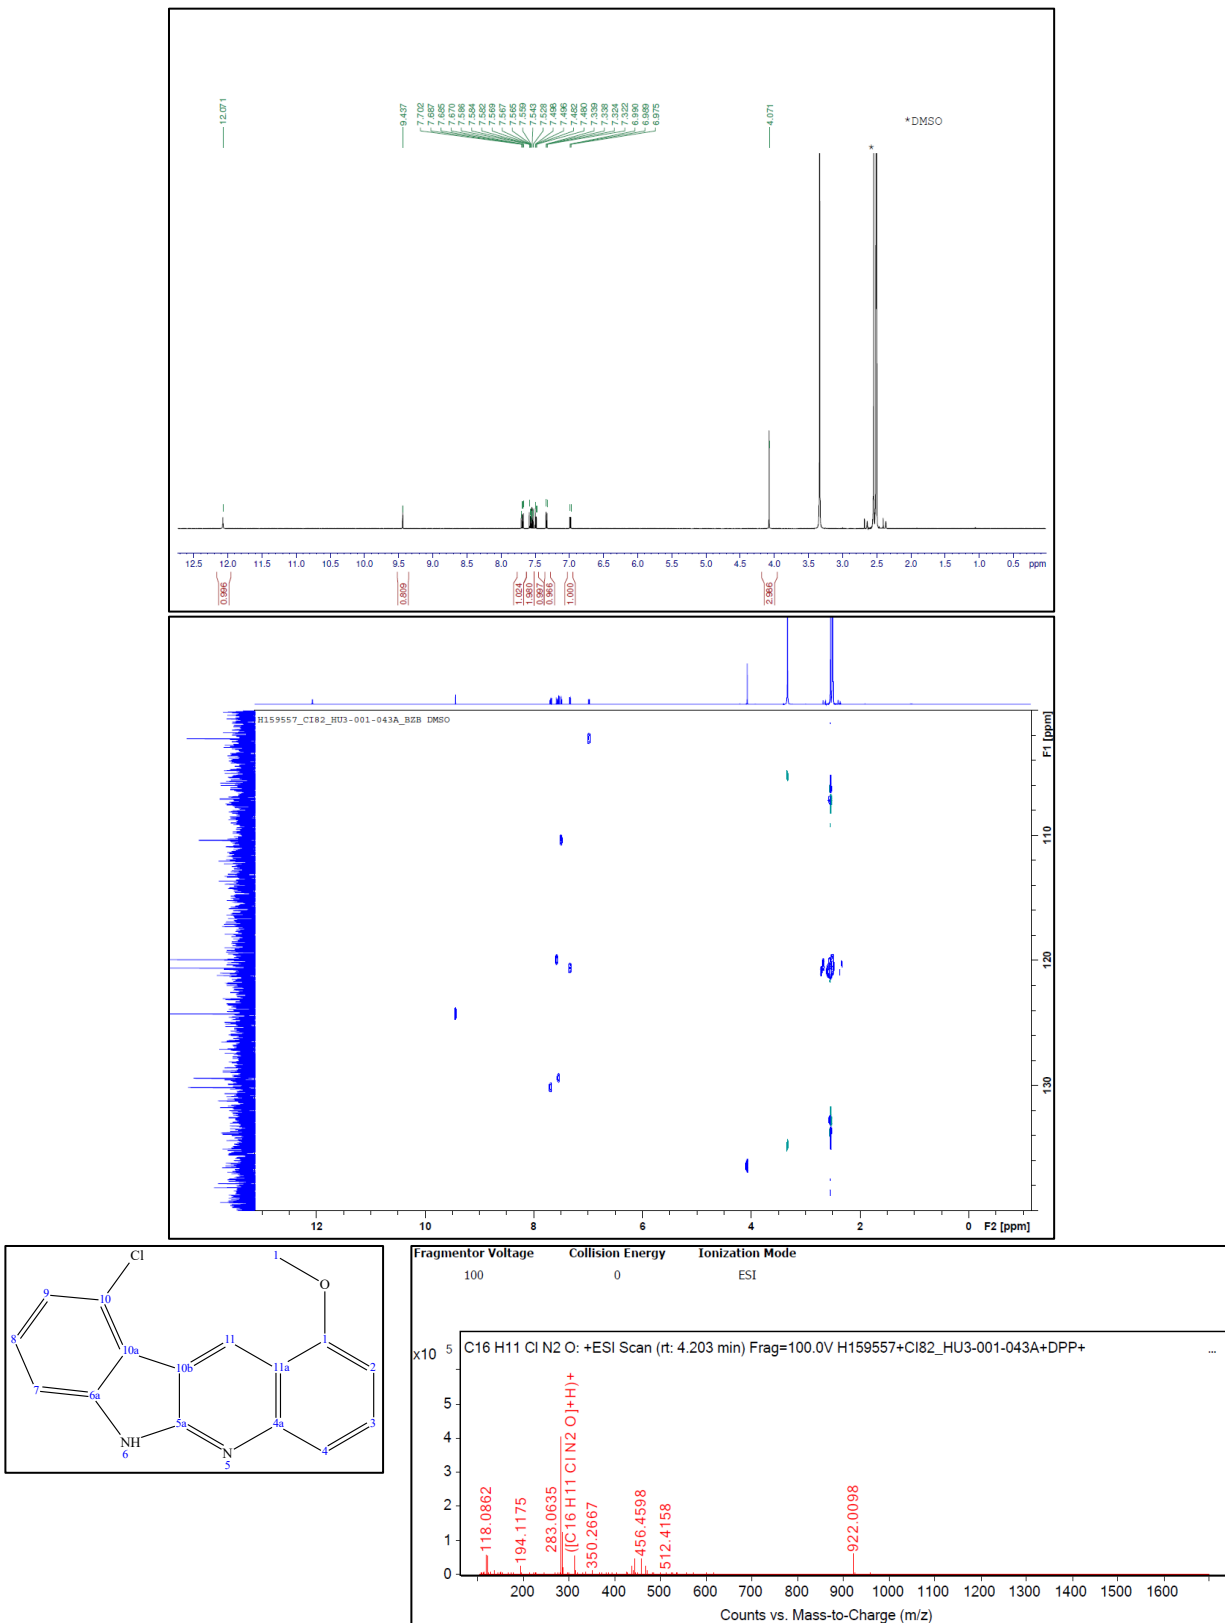 12.071
9.437
7.702
7.687
7.685
7.670
7.586
7.584
7.582
7.569
7.567
7.565
7.559
7.543
7.528
7.498
7.496
7.482
7.480
7.339
7.338
7.324
7.322
6.990
6.989
6.975
4.071
*DMSO
*
12.5 12.0 11.5 11.0 10.5 10.0 9.5 9.0 8.5 8.0 7.5 7.0 6.5 6.0 5.5 5.0 4.5 4.0 3.5 3.0 2.5 2.0 1.5 1.0 0.5 ppm
0.996
0.809
1.024
1.980
0.997
0.966
1.000
2.986
H159557_CI82_HU3-001-043A_BZB DMSO
F1 [ppm]
110
120
130
12 10 8 6 4 2 0 F2 [ppm]
Cl
1
O
9
10
8
11
1
10a
10b
11a
2
7
6a
5a
4a
3
NH
6
N
5
4
Fragmentor Voltage Collision Energy Ionization Mode
100 0 ESI
x10 5
C16 H11 Cl N2 O: +ESI Scan (rt: 4.203 min) Frag=100.0V H159557+CI82_HU3-001-043A+DPP+ ...
5
4
3
2
1
0
118.0862
194.1175
283.0635
([C16 H11 Cl N2 O]+H)+
350.2667
456.4598
512.4158
922.0098
200 300 400 500 600 700 800 900 1000 1100 1200 1300 1400 1500 1600
Counts vs. Mass-to-Charge (m/z)